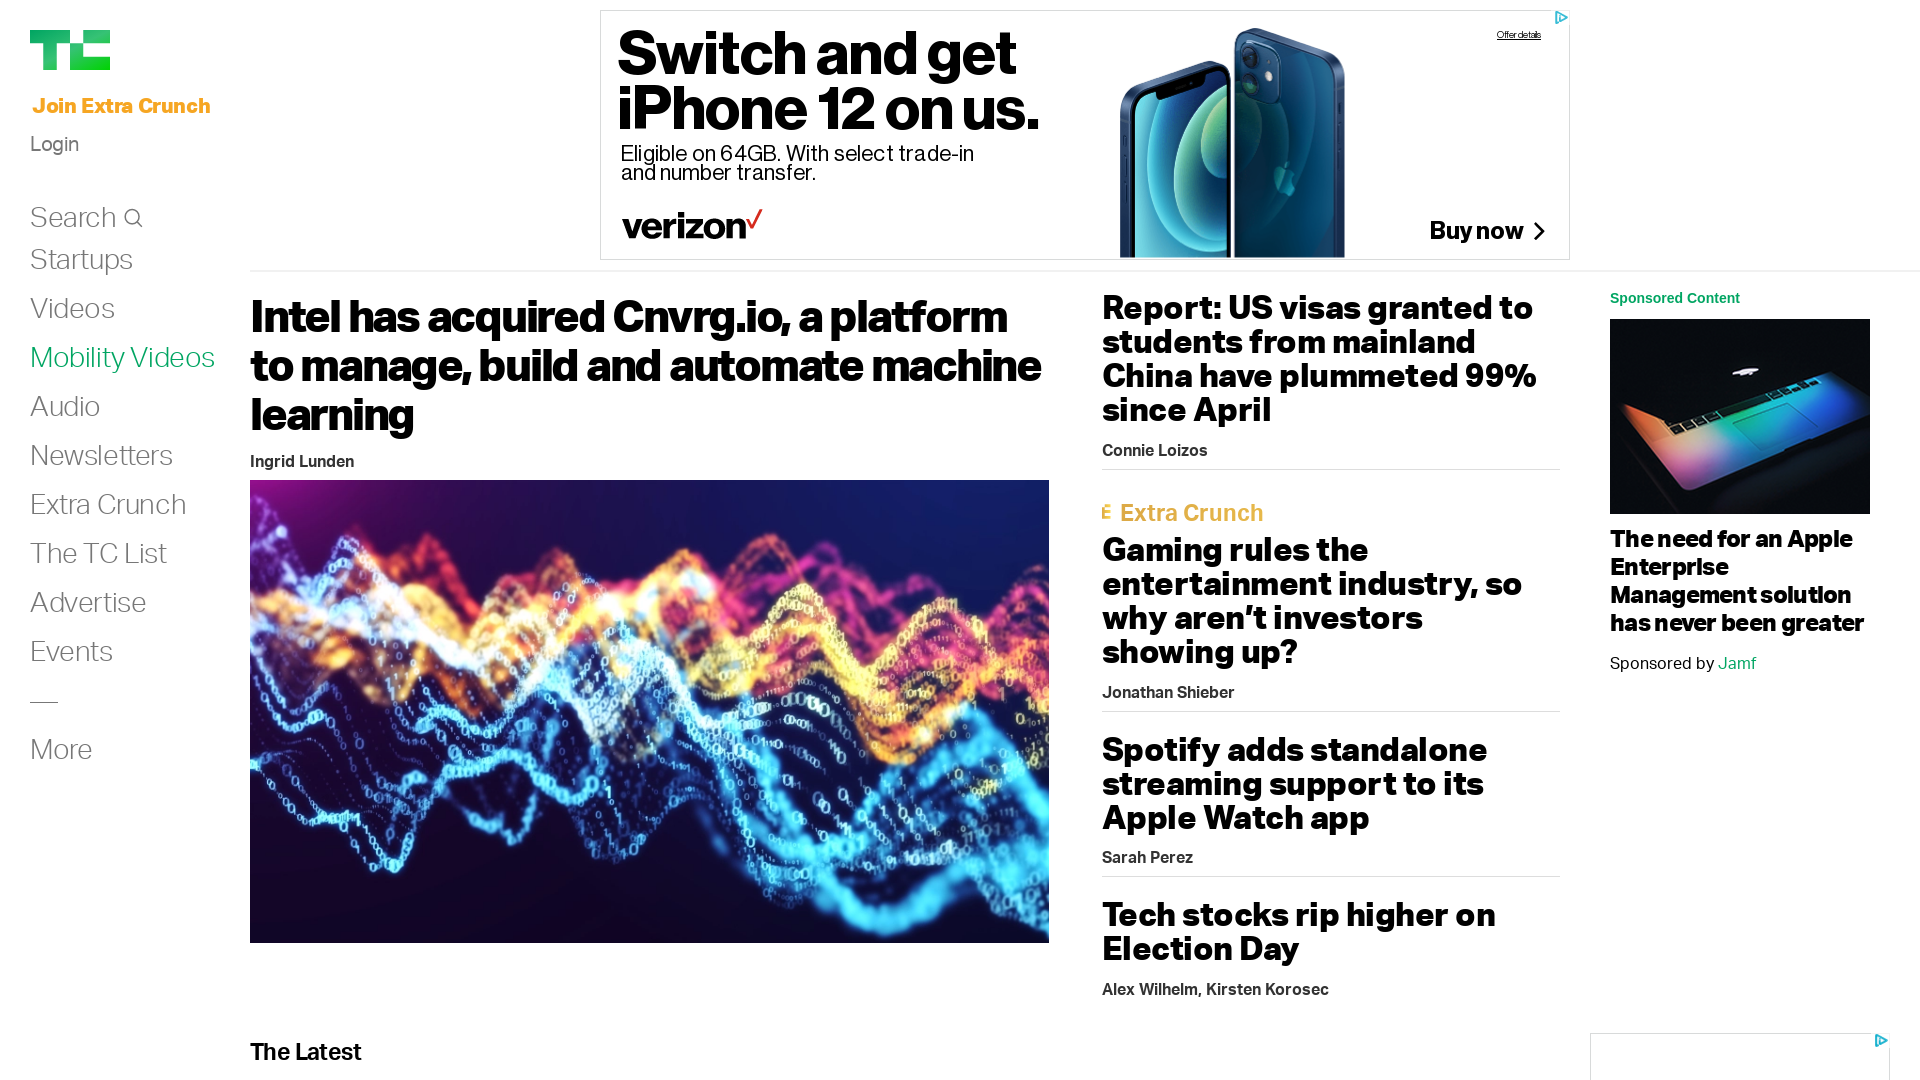 TC
Join Extra Crunch
Login
Search
Startups
Videos
Mobility Videos
Audio
Newsletters
Extra Crunch
The TC List
Advertise
Events
More
Switch and get
iPhone 12 on us.
Eligible on 64GB. With select trade-in
and number transfer.
verizon
Offer details
Buy now
Intel has acquired Cnvrg.io, a platform
to manage, build and automate machine
learning
Ingrid Lunden
Report: US visas granted to
students from mainland
China have plummeted 99%
since April
Connie Loizos
Extra Crunch
Gaming rules the
entertainment industry, so
why aren’t investors
showing up?
Jonathan Shieber
Spotify adds standalone
streaming support to its
Apple Watch app
Sarah Perez
Tech stocks rip higher on
Election Day
Alex Wilhelm, Kirsten Korosec
Sponsored Content
The need for an Apple
Enterprise
Management solution
has never been greater
Sponsored by Jamf
The Latest